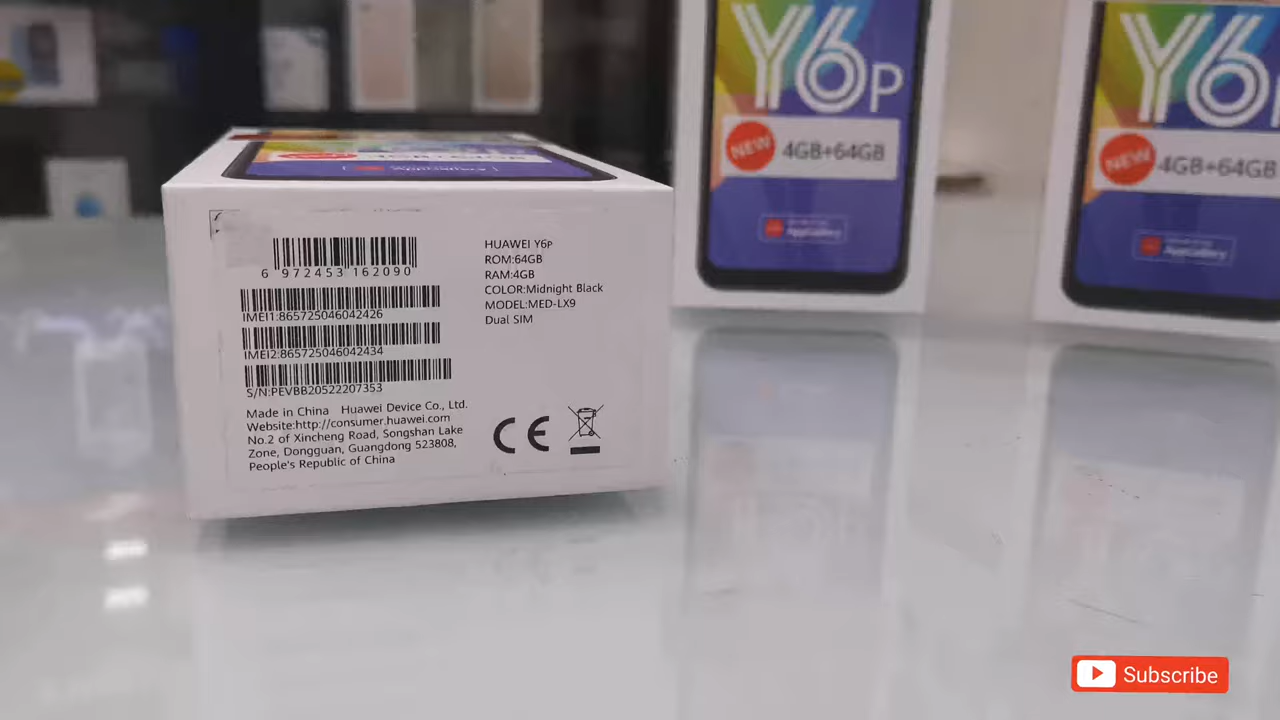 6 972453 162090
IMEI1:865725046042426
IMEI2:865725046042434
S/N:PEVBB20522207353
Made in China Huawei Device Co., Ltd.
Website:http://consumer.huawei.com
No.2 of Xincheng Road, Songshan Lake
Zone, Dongguan, Guangdong 523808,
People's Republic of China
HUAWEI Y6P
ROM:64GB
RAM:4GB
COLOR:Midnight Black
MODEL:MED-LX9
Dual SIM
CE
Y6P
NEW 4GB+64GB
AppGallery
Y6
NEW 4GB+64GB
AppGallery
Subscribe